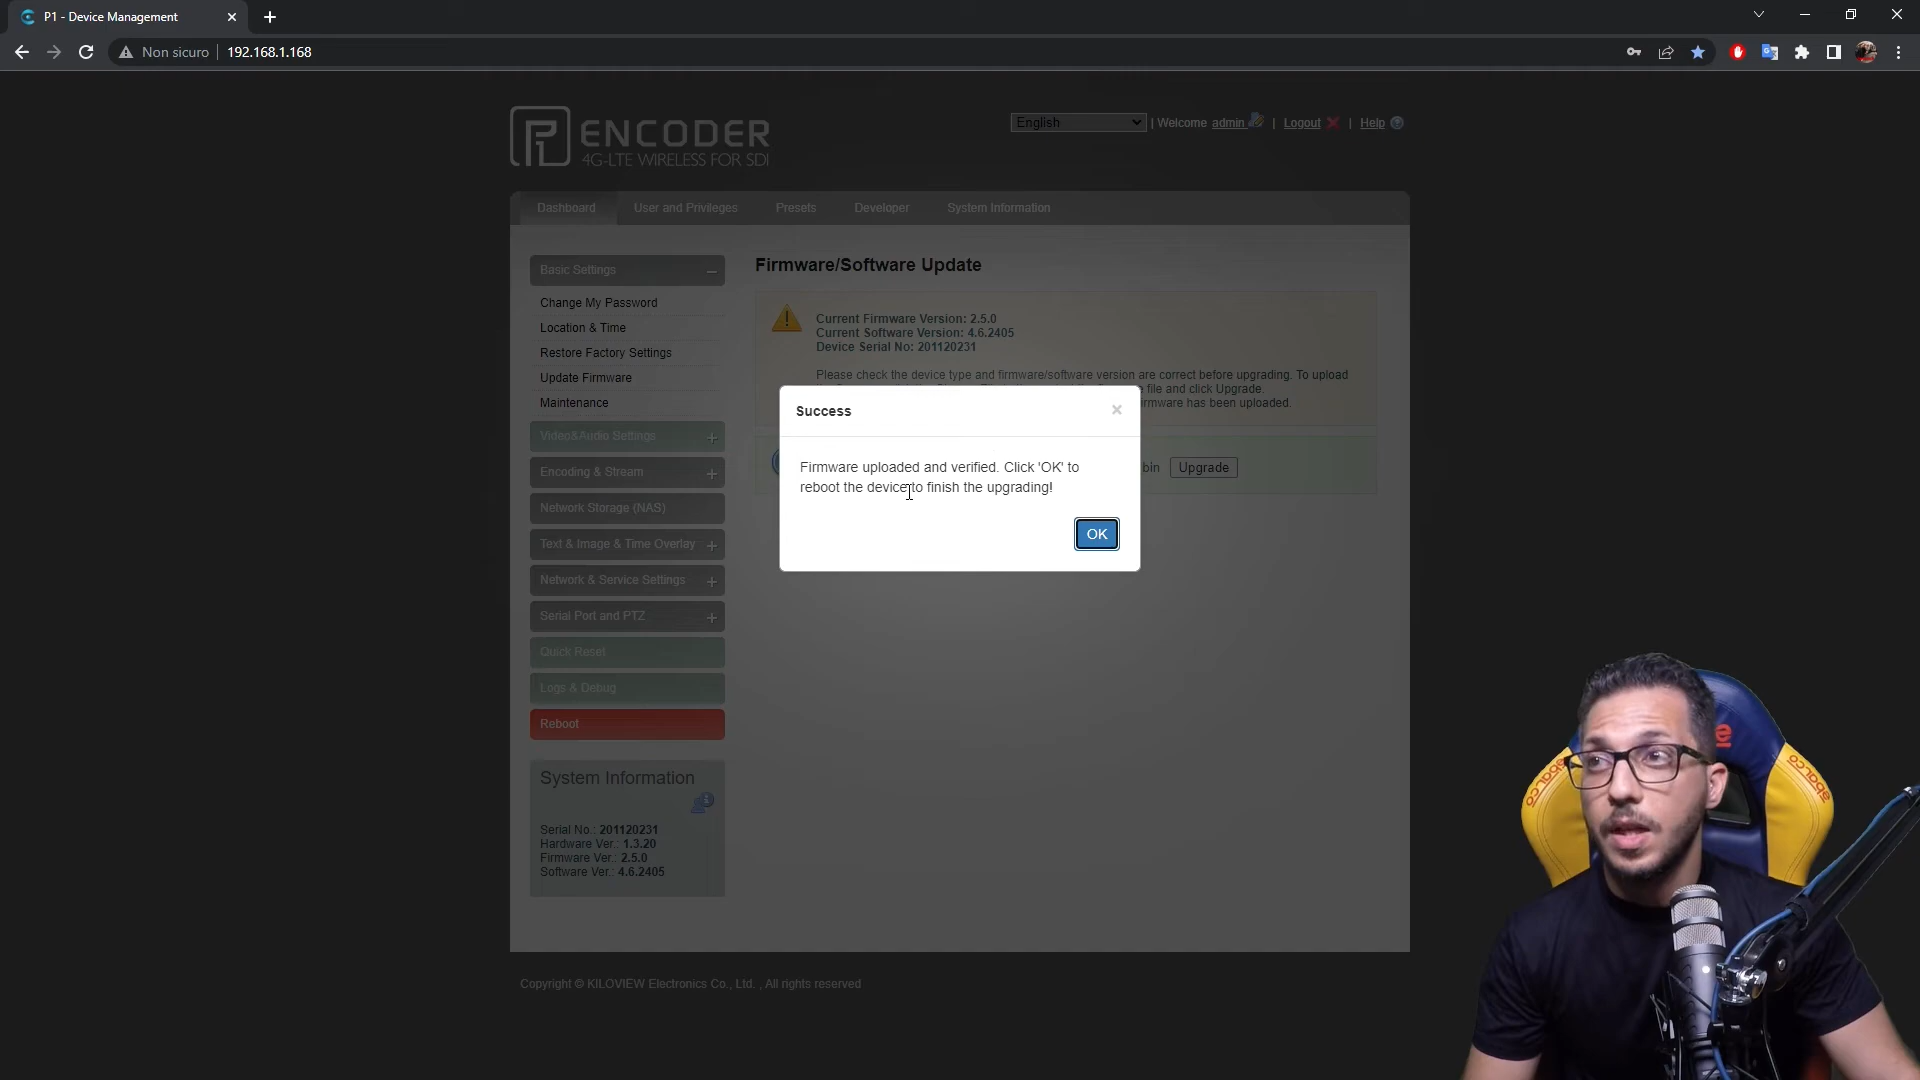 P1 - Device Management
Non sicuro
192.168.1.168
P1 ENCODER
4G-LTE WIRELESS FOR SDI
English
| Welcome admin | Logout | Help
Dashboard
User and Privileges
Presets
Developer
System Information
Basic Settings
Change My Password
Location & Time
Restore Factory Settings
Update Firmware
Maintenance
Video&Audio Settings
Encoding & Stream
Network Storage (NAS)
Text & Image & Time Overlay
Network & Service Settings
Serial Port and PTZ
Quick Reset
Logs & Debug
Reboot
System Information
Serial No.: 201120231
Hardware Ver.: 1.3.20
Firmware Ver.: 2.5.0
Software Ver.: 4.6.2405
Firmware/Software Update
Current Firmware Version: 2.5.0
Current Software Version: 4.6.2405
Device Serial No: 201120231
Please check the device type and firmware/software version are correct before upgrading. To upload
file and click Upgrade.
has been uploaded.
bin
Upgrade
Success
Firmware uploaded and verified. Click 'OK' to
reboot the device to finish the upgrading!
OK
Copyright © KILOVIEW Electronics Co., Ltd. , All rights reserved
sabelt